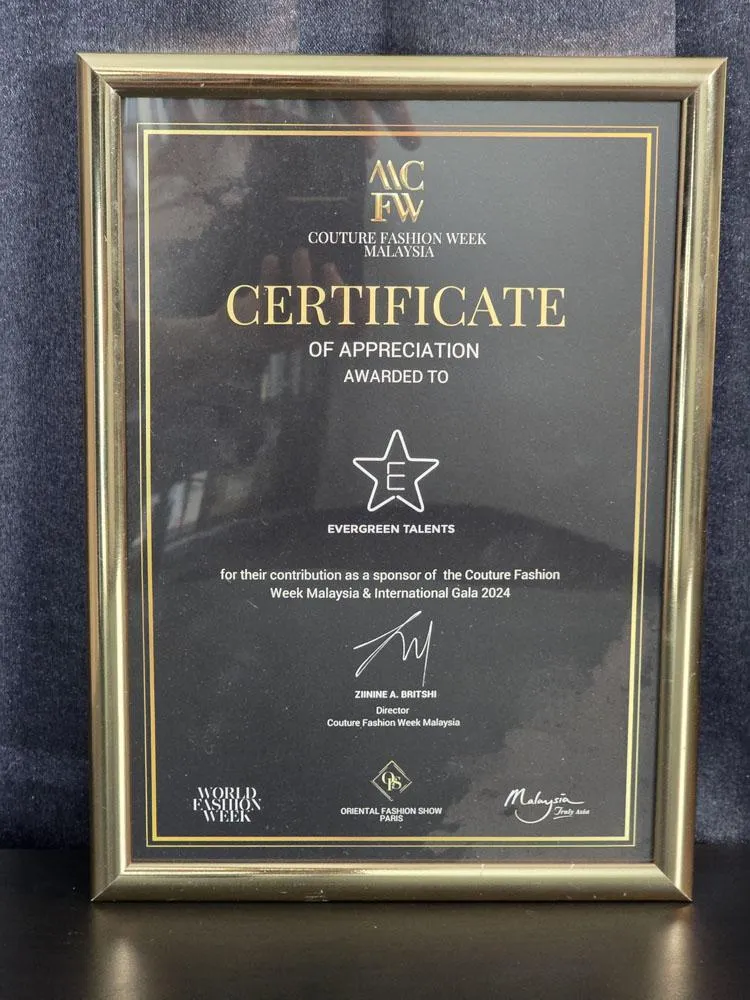 MC
FW
COUTURE FASHION WEEK
MALAYSIA
CERTIFICATE
OF APPRECIATION
AWARDED TO
E
EVERGREEN TALENTS
for their contribution as a sponsor of the Couture Fashion
Week Malaysia & International Gala 2024
ZIININE A. BRITSHI
Director
Couture Fashion Week Malaysia
WORLD
FASHION
WEEK
OFS
ORIENTAL FASHION SHOW
PARIS
Malaysia
Truly Asia